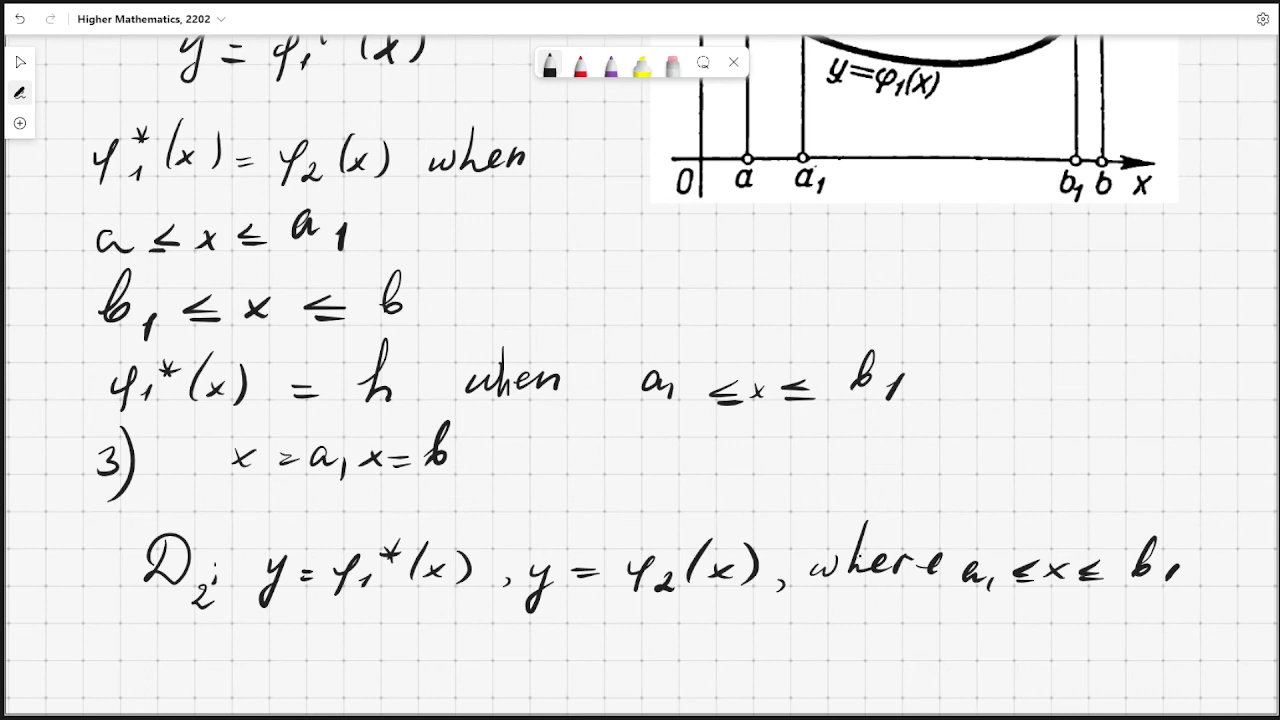 Higher Mathematics, 2202
y = φ₁* (x)
y=φ₁(x)
0 a a₁ b₁ b x
φ₁*(x) = φ₂(x) when
a ≤ x ≤ a₁
b₁ ≤ x ≤ b
φ₁*(x) = h when a₁ ≤ x ≤ b₁
3) x = a, x = b
D₂: y = φ₁*(x), y = φ₂(x), where a₁ ≤ x ≤ b₁